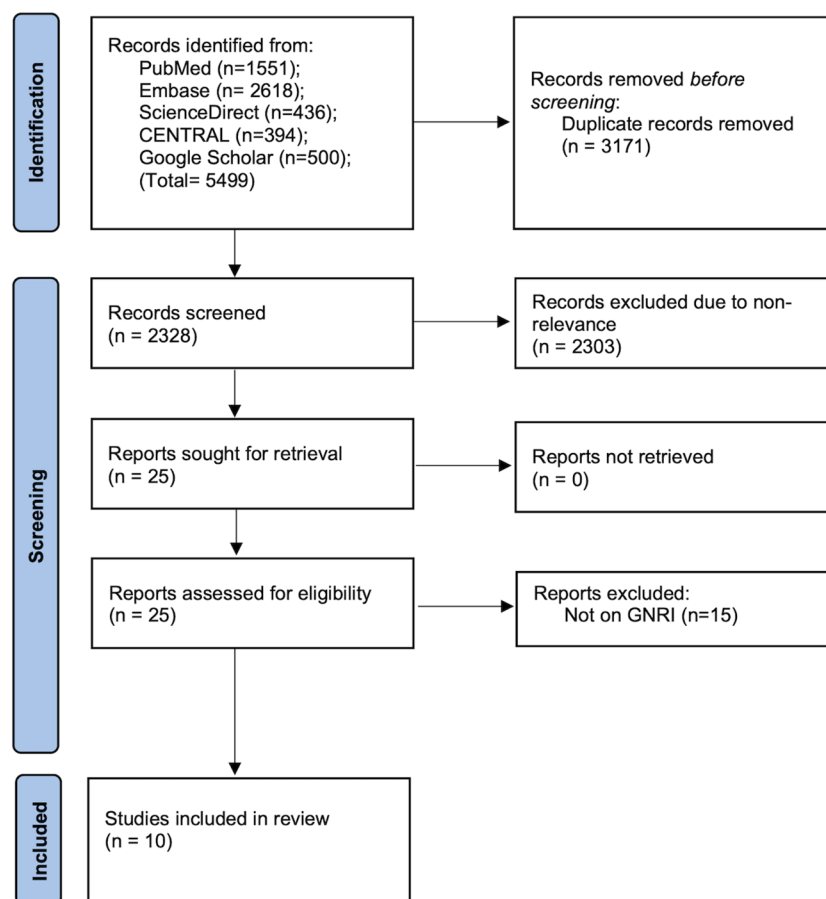 Identification
Records identified from:
PubMed (n=1551);
Embase (n= 2618);
ScienceDirect (n=436);
CENTRAL (n=394);
Google Scholar (n=500);
(Total= 5499)
Records removed before
screening:
Duplicate records removed
(n = 3171)
Screening
Records screened
(n = 2328)
Records excluded due to non-
relevance
(n = 2303)
Reports sought for retrieval
(n = 25)
Reports not retrieved
(n = 0)
Reports assessed for eligibility
(n = 25)
Reports excluded:
Not on GNRI (n=15)
Included
Studies included in review
(n = 10)